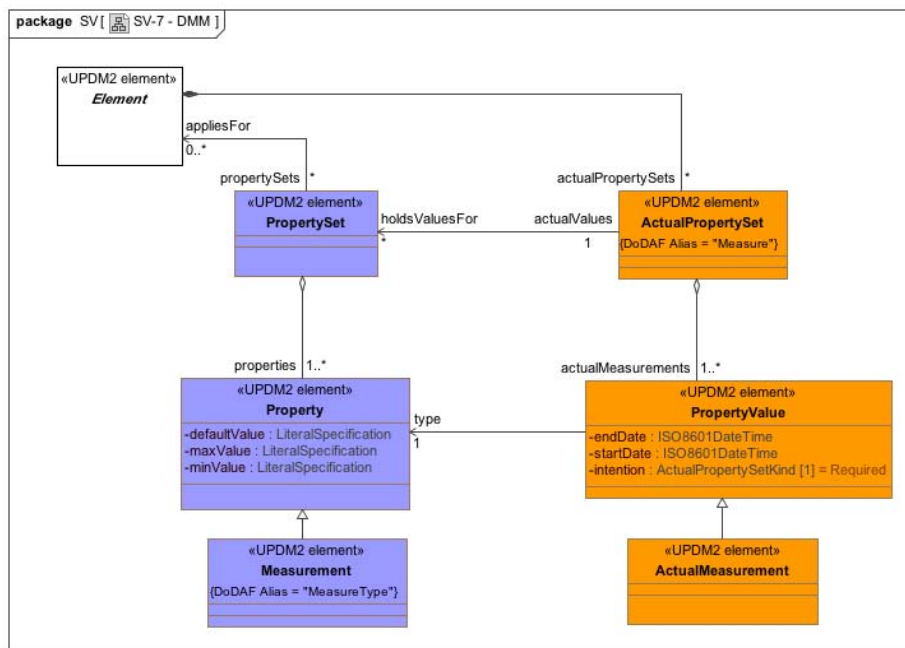 package SV [ SV-7 - DMM ]
«UPDM2 element»
Element
appliesFor
0..*
propertySets *
actualPropertySets *
«UPDM2 element»
PropertySet
holdsValuesFor
*
actualValues
1
«UPDM2 element»
ActualPropertySet
{DoDAF Alias = "Measure"}
properties 1..*
actualMeasurements 1..*
«UPDM2 element»
Property
-defaultValue : LiteralSpecification
-maxValue : LiteralSpecification
-minValue : LiteralSpecification
type
1
«UPDM2 element»
PropertyValue
-endDate : ISO8601DateTime
-startDate : ISO8601DateTime
-intention : ActualPropertySetKind [1] = Required
«UPDM2 element»
Measurement
{DoDAF Alias = "MeasureType"}
«UPDM2 element»
ActualMeasurement